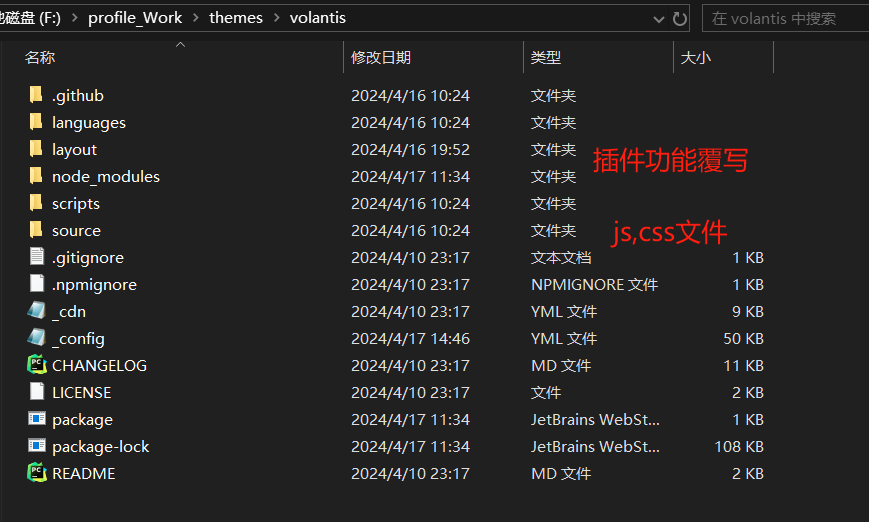 磁盘 (F:) > profile_Work > themes > volantis
在 volantis 中搜索
名称 修改日期 类型 大小
.github 2024/4/16 10:24 文件夹
languages 2024/4/16 10:24 文件夹
layout 2024/4/16 19:52 文件夹
插件功能覆写
node_modules 2024/4/17 11:34 文件夹
scripts 2024/4/16 10:24 文件夹
source 2024/4/16 10:24 文件夹
js,css文件
.gitignore 2024/4/10 23:17 文本文档 1 KB
.npmignore 2024/4/10 23:17 NPMIGNORE 文件 1 KB
_cdn 2024/4/10 23:17 YML 文件 9 KB
_config 2024/4/17 14:46 YML 文件 50 KB
CHANGELOG 2024/4/10 23:17 MD 文件 11 KB
LICENSE 2024/4/10 23:17 文件 2 KB
package 2024/4/17 11:34 JetBrains WebSt... 1 KB
package-lock 2024/4/17 11:34 JetBrains WebSt... 108 KB
README 2024/4/10 23:17 MD 文件 2 KB